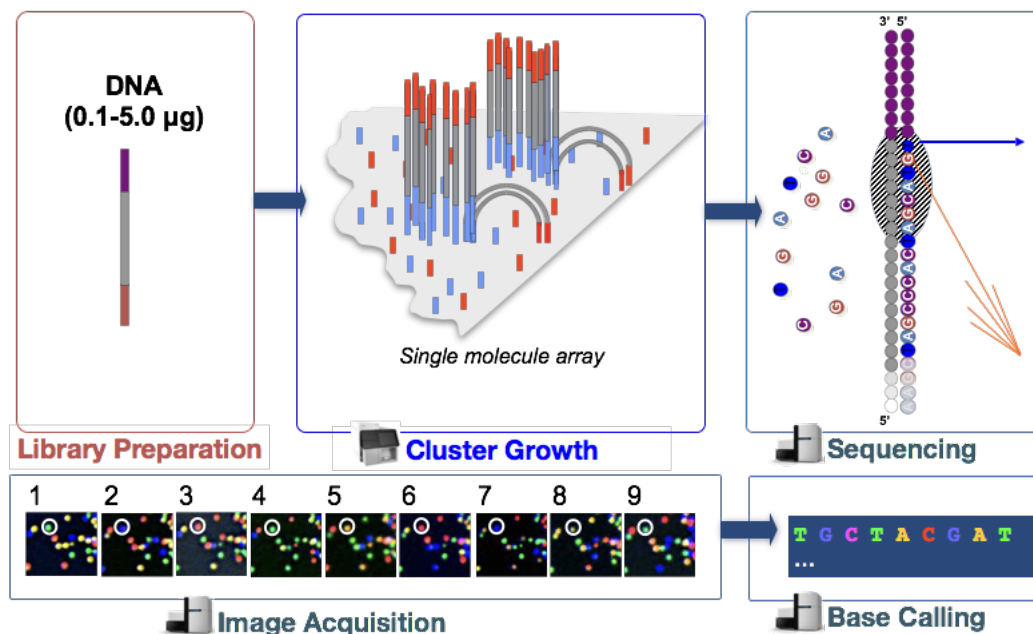 DNA
(0.1-5.0 µg)
Single molecule array
3' 5'
A
C
G
G
C
A
G
A
G
C
5'
Library Preparation
Cluster Growth
Sequencing
1 2 3 4 5 6 7 8 9
T G C T A C G A T
...
Image Acquisition
Base Calling